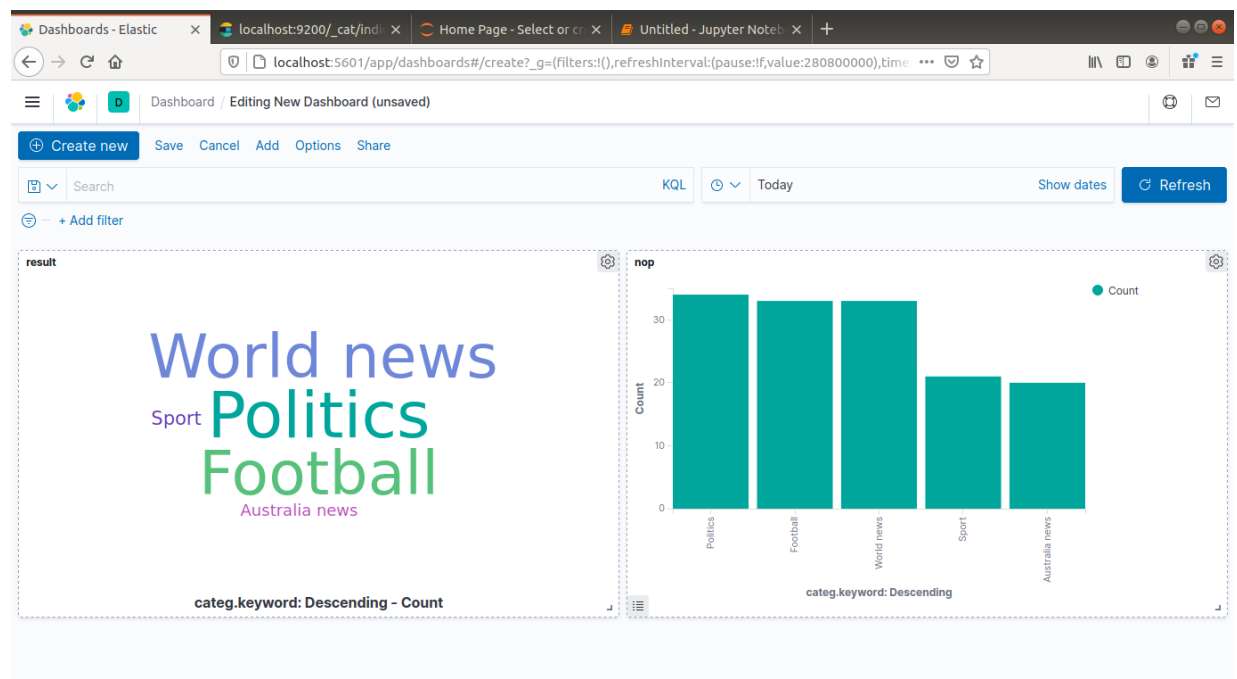 Dashboards - Elastic
localhost:9200/_cat/indi
Home Page - Select or cr
Untitled - Jupyter Noteb
localhost:5601/app/dashboards#/create?_g=(filters:!(),refreshInterval:(pause:!f,value:280800000),time
D
Dashboard / Editing New Dashboard (unsaved)
Create new
Save
Cancel
Add
Options
Share
Search
KQL
Today
Show dates
Refresh
+ Add filter
result
World news
Sport
Politics
Football
Australia news
categ.keyword: Descending - Count
nop
Count
30
20
10
0
Count
Politics
Football
World news
Sport
Australia news
categ.keyword: Descending